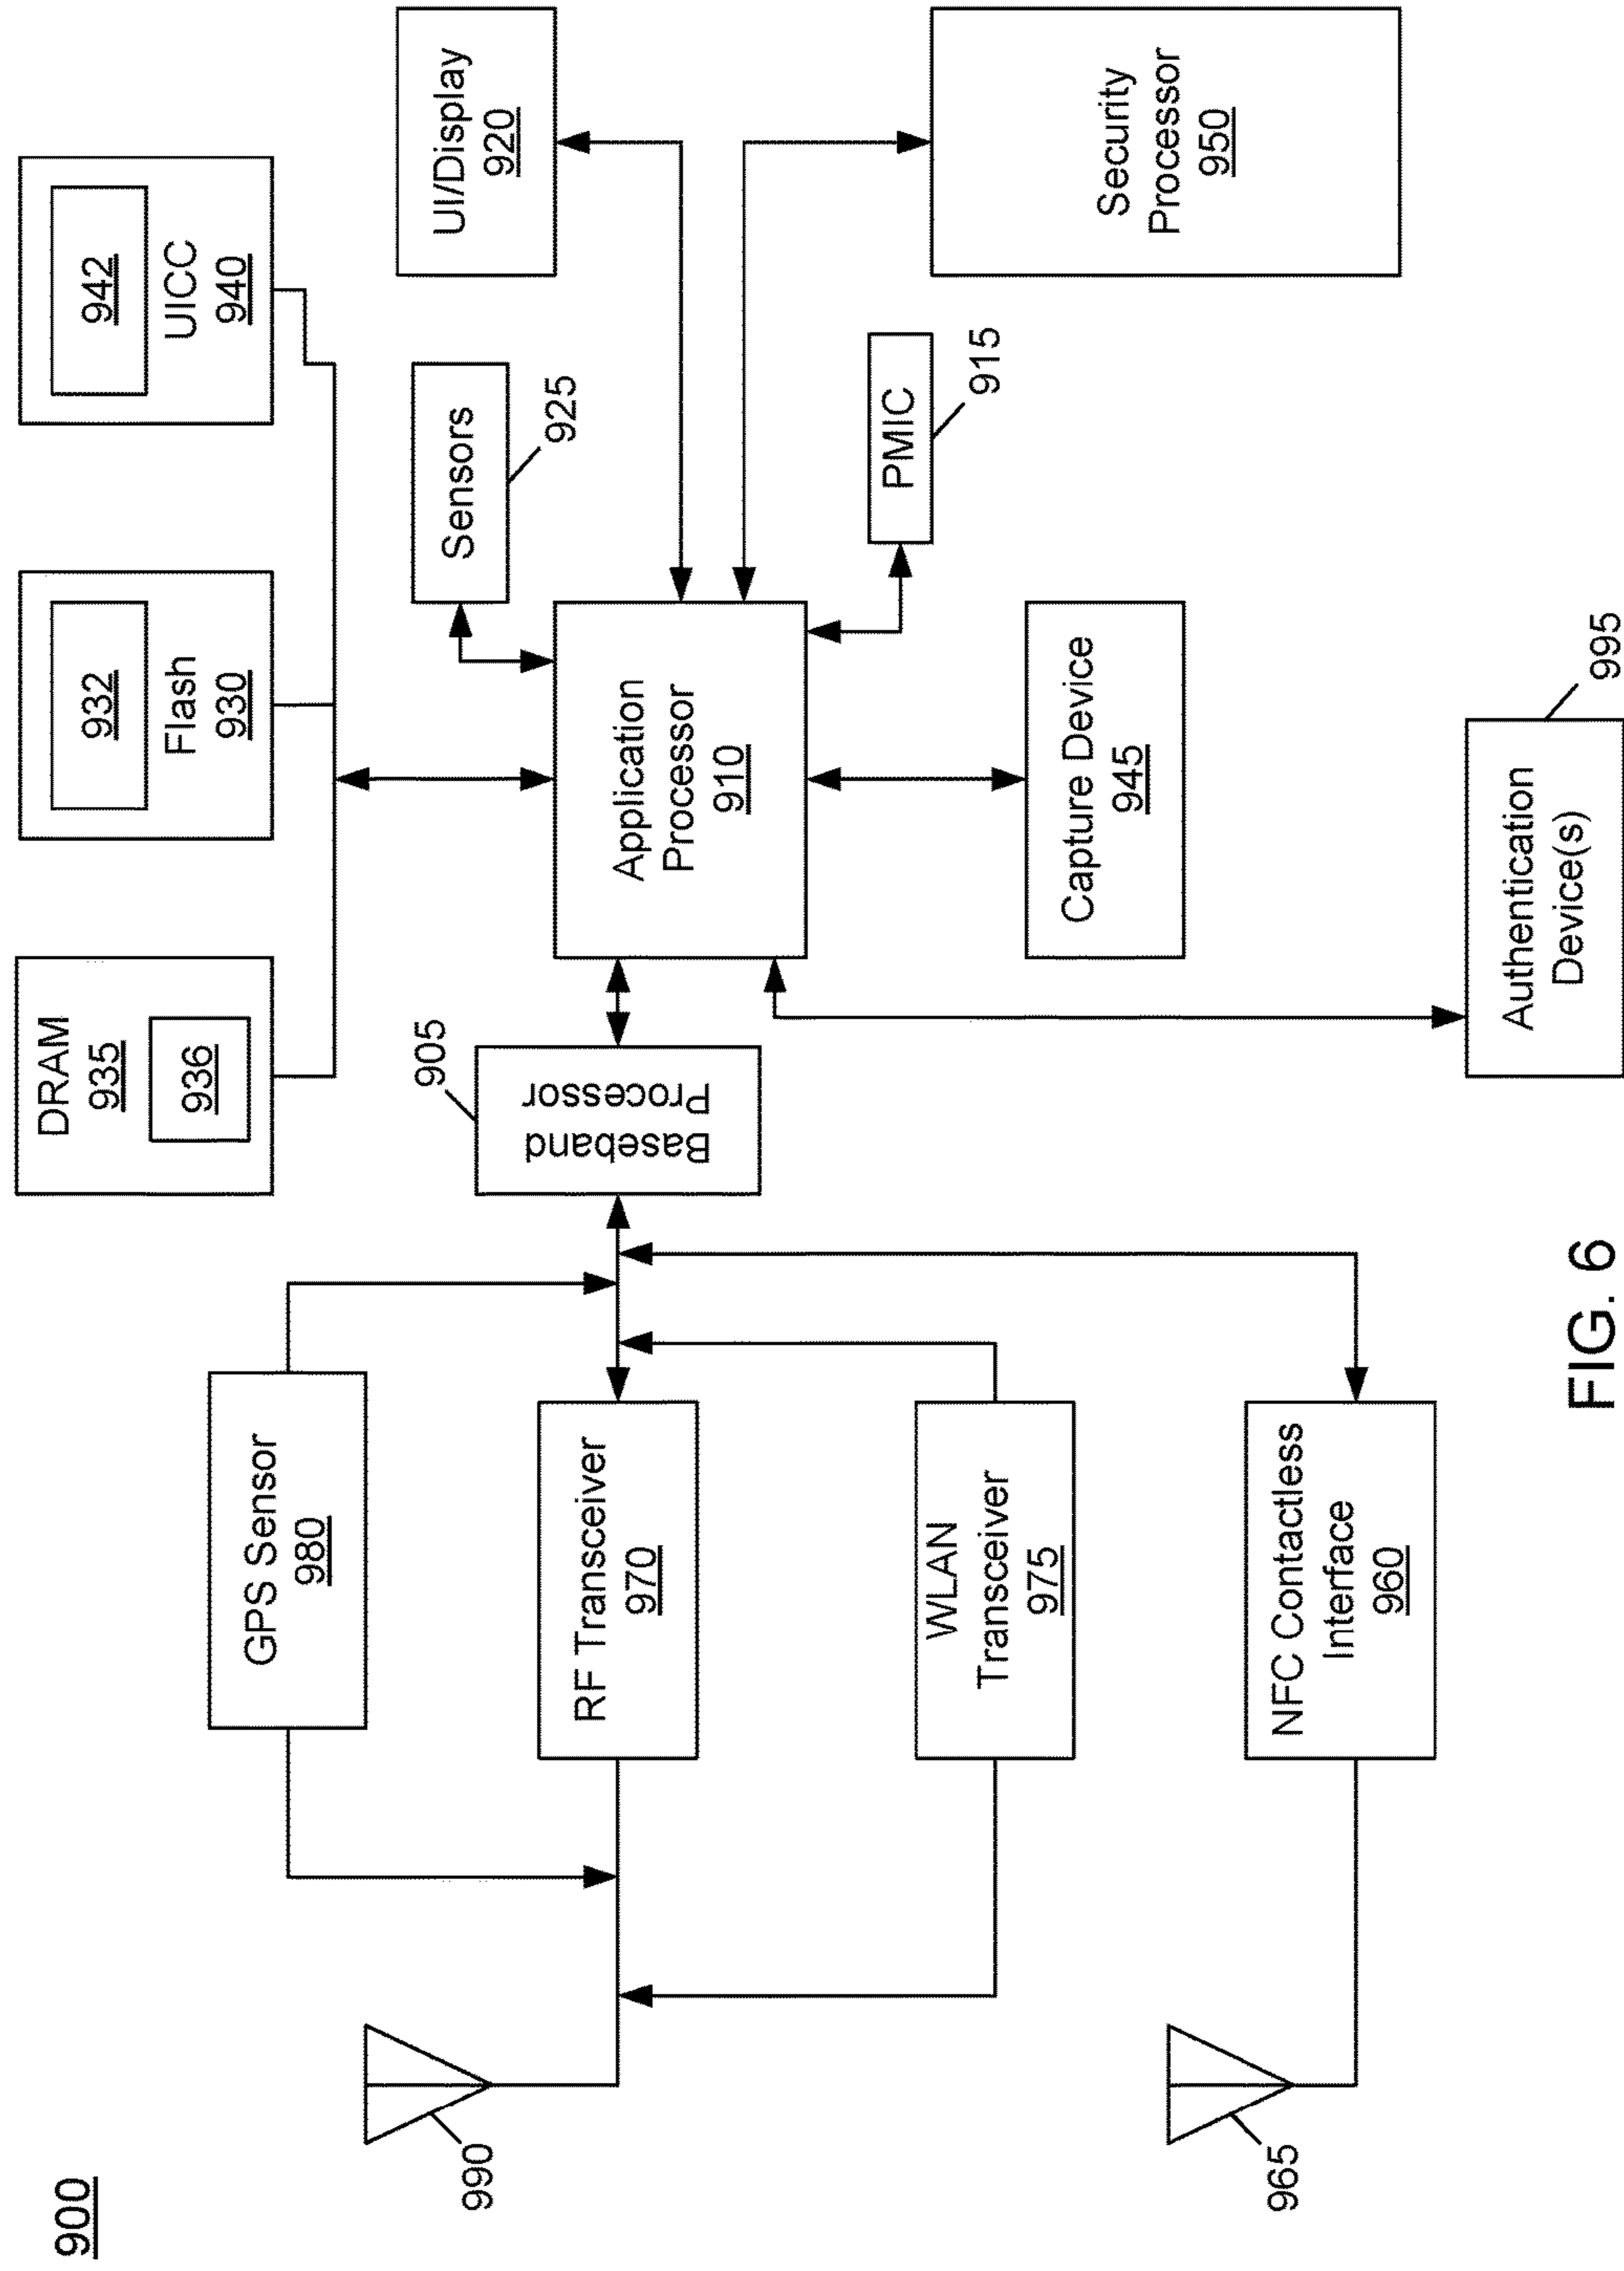 900
990
965
GPS Sensor
980
RF Transceiver
970
WLAN
Transceiver
975
NFC Contactless
Interface
960
905
Baseband
Processor
DRAM
935
936
932
Flash
930
942
UICC
940
Sensors
925
UI/Display
920
Application
Processor
910
PMIC
915
Security
Processor
950
Capture Device
945
Authentication
Device(s)
995
FIG. 6